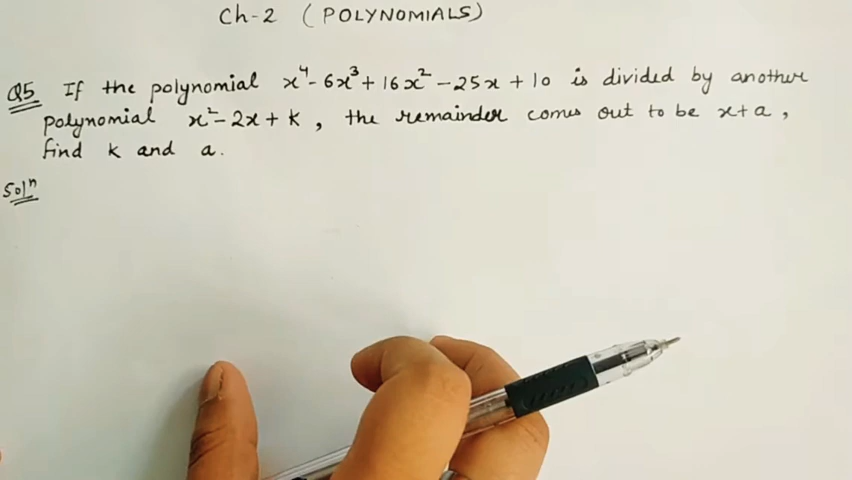 Ch-2 (POLYNOMIALS)
Q5 If the polynomial x⁴-6x³+16x²-25x+10 is divided by another
polynomial x²-2x+k, the remainder comes out to be x+a,
find k and a.
Solⁿ